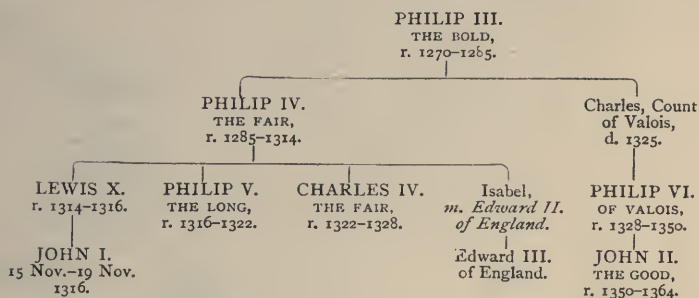 PHILIP III.
THE BOLD,
r. 1270–1285.
PHILIP IV.
THE FAIR,
r. 1285–1314.
Charles, Count
of Valois,
d. 1325.
LEWIS X.
r. 1314–1316.
PHILIP V.
THE LONG,
r. 1316–1322.
CHARLES IV.
THE FAIR,
r. 1322–1328.
Isabel,
m. Edward II.
of England.
PHILIP VI.
OF VALOIS,
r. 1328–1350.
JOHN I.
15 Nov.–19 Nov.
1316.
Edward III.
of England.
JOHN II.
THE GOOD,
r. 1350–1364.